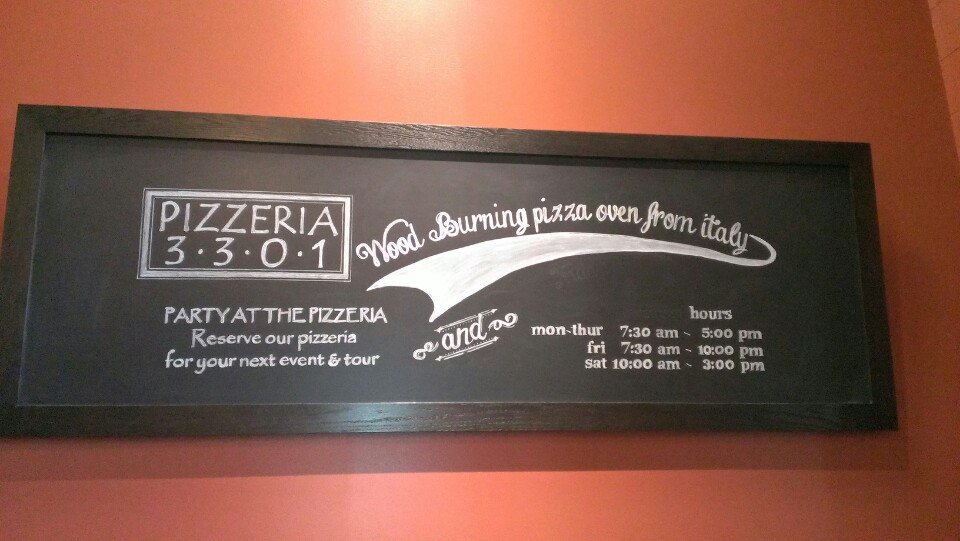 PIZZERIA
3·3·0·1
Wood Burning pizza oven from italy
PARTY AT THE PIZZERIA
Reserve our pizzeria
for your next event & tour
and
hours
mon-thur 7:30 am - 5:00 pm
fri 7:30 am - 10:00 pm
sat 10:00 am - 3:00 pm